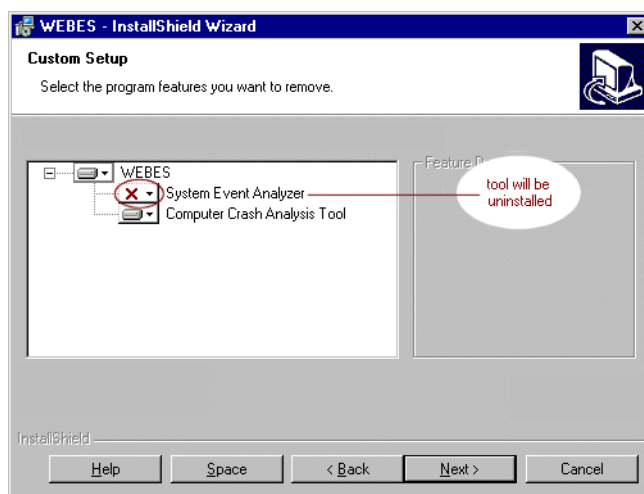 WEBES - InstallShield Wizard
Custom Setup
Select the program features you want to remove.
WEBES
System Event Analyzer
Computer Crash Analysis Tool
Feature
tool will be
uninstalled
InstallShield
Help
Space
< Back
Next >
Cancel